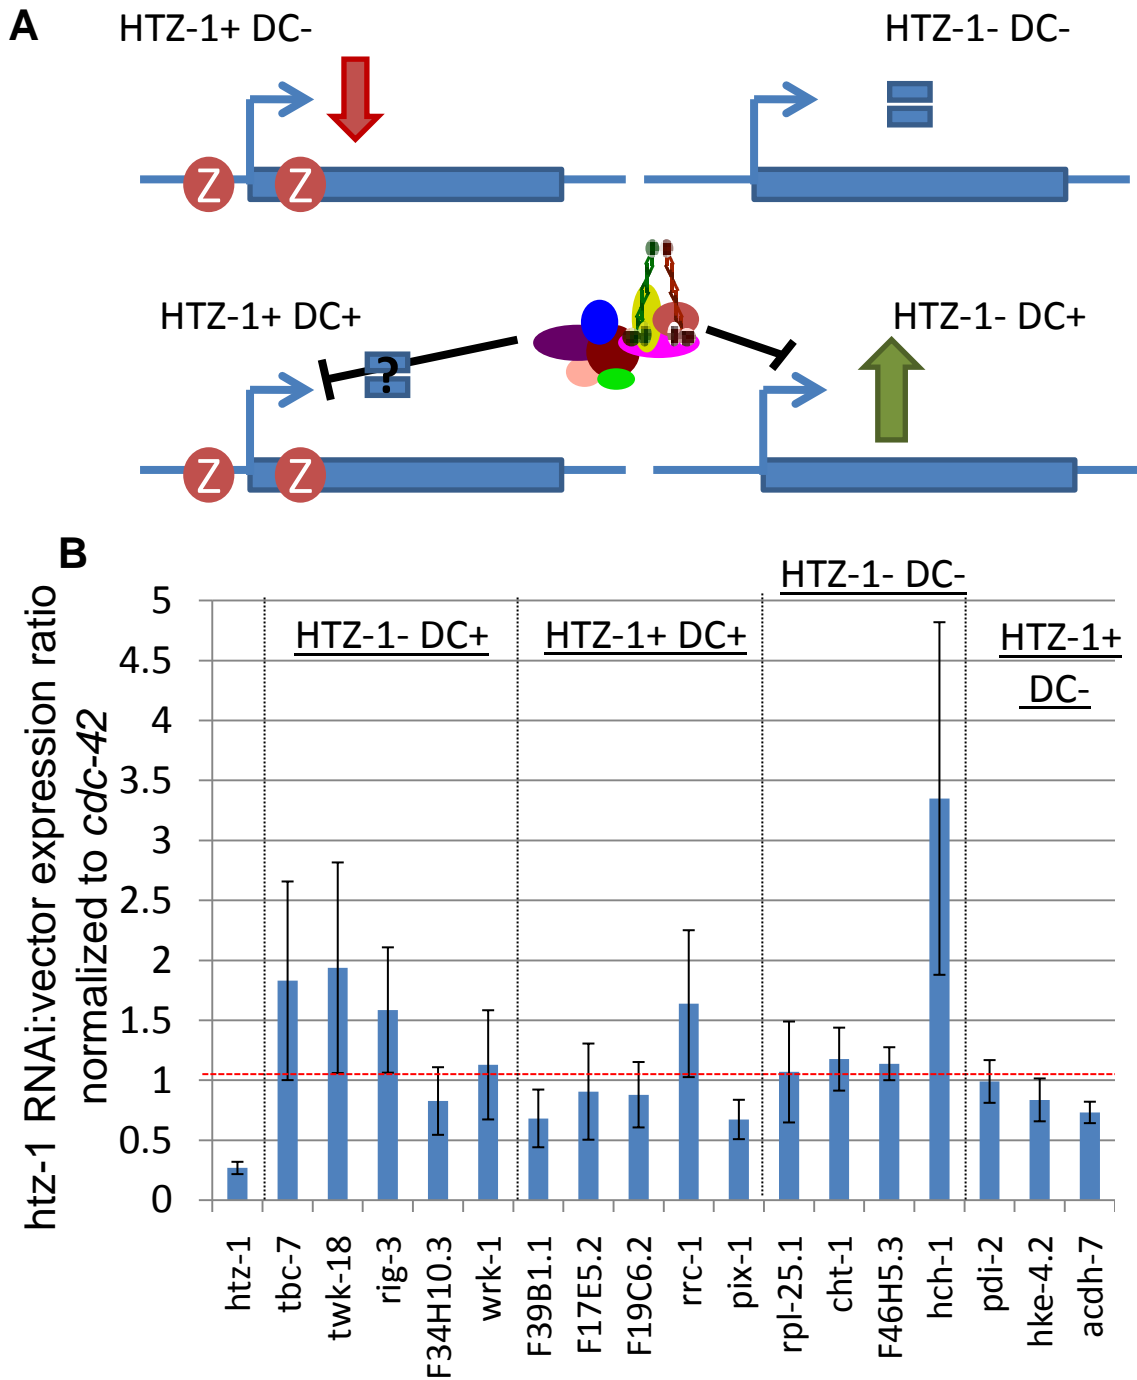 A
HTZ-1+ DC-
HTZ-1- DC-
Z
Z
HTZ-1+ DC+
HTZ-1- DC+
?
Z
Z
B
htz-1 RNAi:vector expression ratio
normalized to cdc-42
HTZ-1- DC-
HTZ-1- DC+
HTZ-1+ DC+
HTZ-1+
DC-
5
4.5
4
3.5
3
2.5
2
1.5
1
0.5
0
htz-1
tbc-7
twk-18
rig-3
F34H10.3
wrk-1
F39B1.1
F17E5.2
F19C6.2
rrc-1
pix-1
rpl-25.1
cht-1
F46H5.3
hch-1
pdi-2
hke-4.2
acdh-7